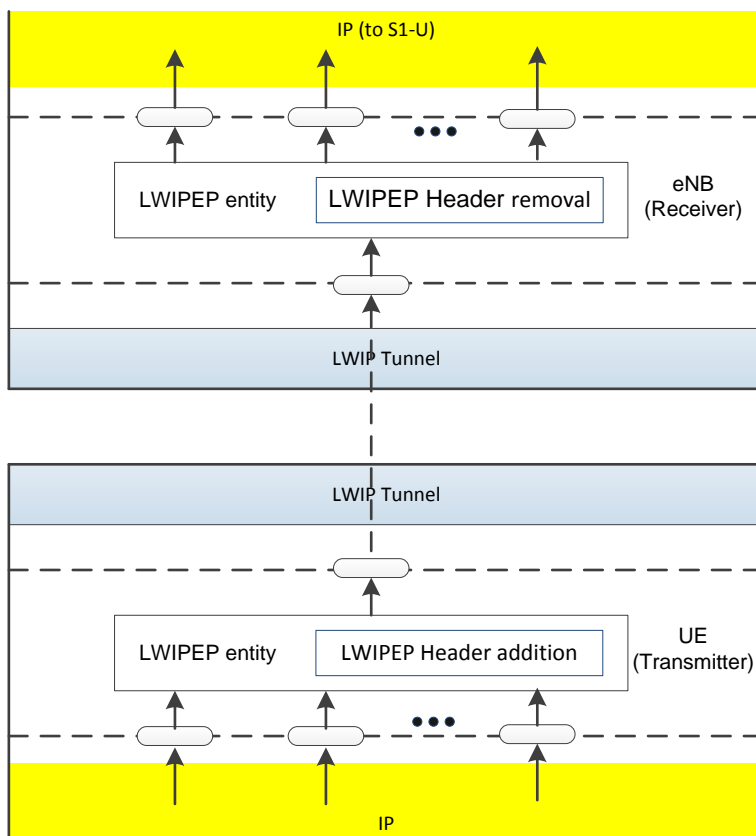 IP (to S1-U)
LWIPEP entity
LWIPEP Header removal
eNB
(Receiver)
LWIP Tunnel
LWIP Tunnel
LWIPEP entity
LWIPEP Header addition
UE
(Transmitter)
IP